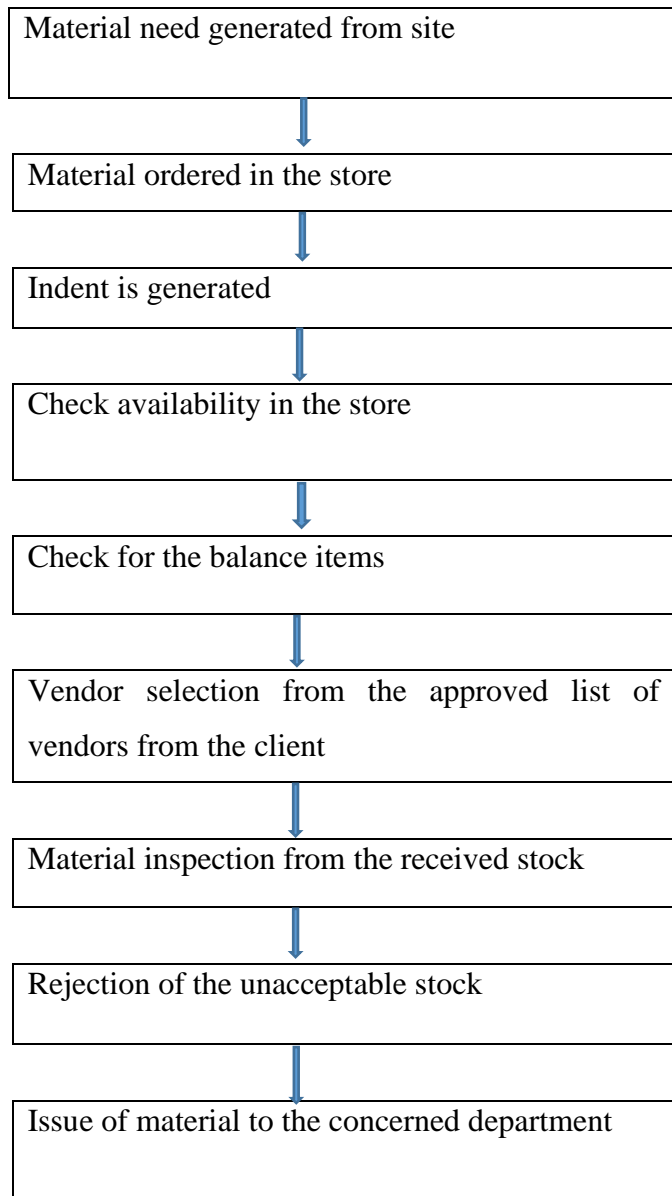 Material need generated from site
Material ordered in the store
Indent is generated
Check availability in the store
Check for the balance items
Vendor selection from the approved list of
vendors from the client
Material inspection from the received stock
Rejection of the unacceptable stock
Issue of material to the concerned department